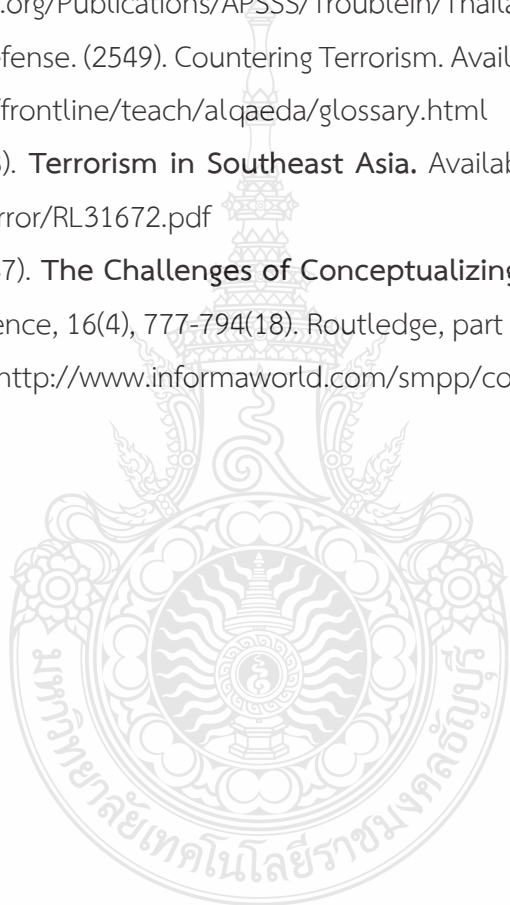 .org/Publications/APSSS/Troublein/Thaila
efense. (2549). Countering Terrorism. Avail
/frontline/teach/alqaeda/glossary.html
). Terrorism in Southeast Asia. Availab
rror/RL31672.pdf
7). The Challenges of Conceptualizing
ence, 16(4), 777-794(18). Routledge, part
http://www.informaworld.com/smpp/co
มหาวิทยาลัยเทคโนโลยีราชมงคลธัญบุรี